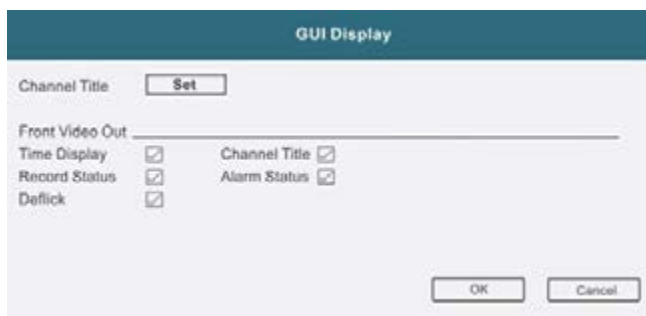 GUI Display
Channel Title Set
Front Video Out
Time Display Channel Title
Record Status Alarm Status
Deflick
OK Cancel